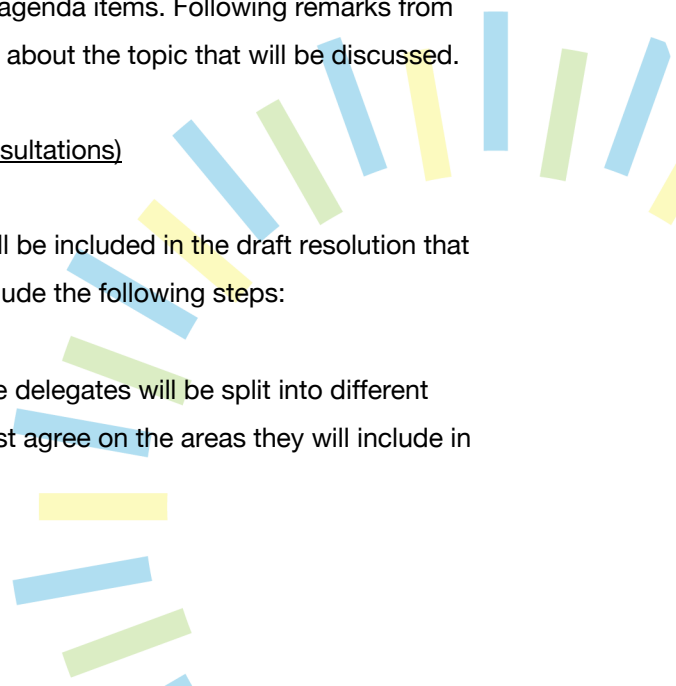 agenda items. Following remarks from
about the topic that will be discussed.
sultations)
ll be included in the draft resolution that
ude the following steps:
e delegates will be split into different
st agree on the areas they will include in